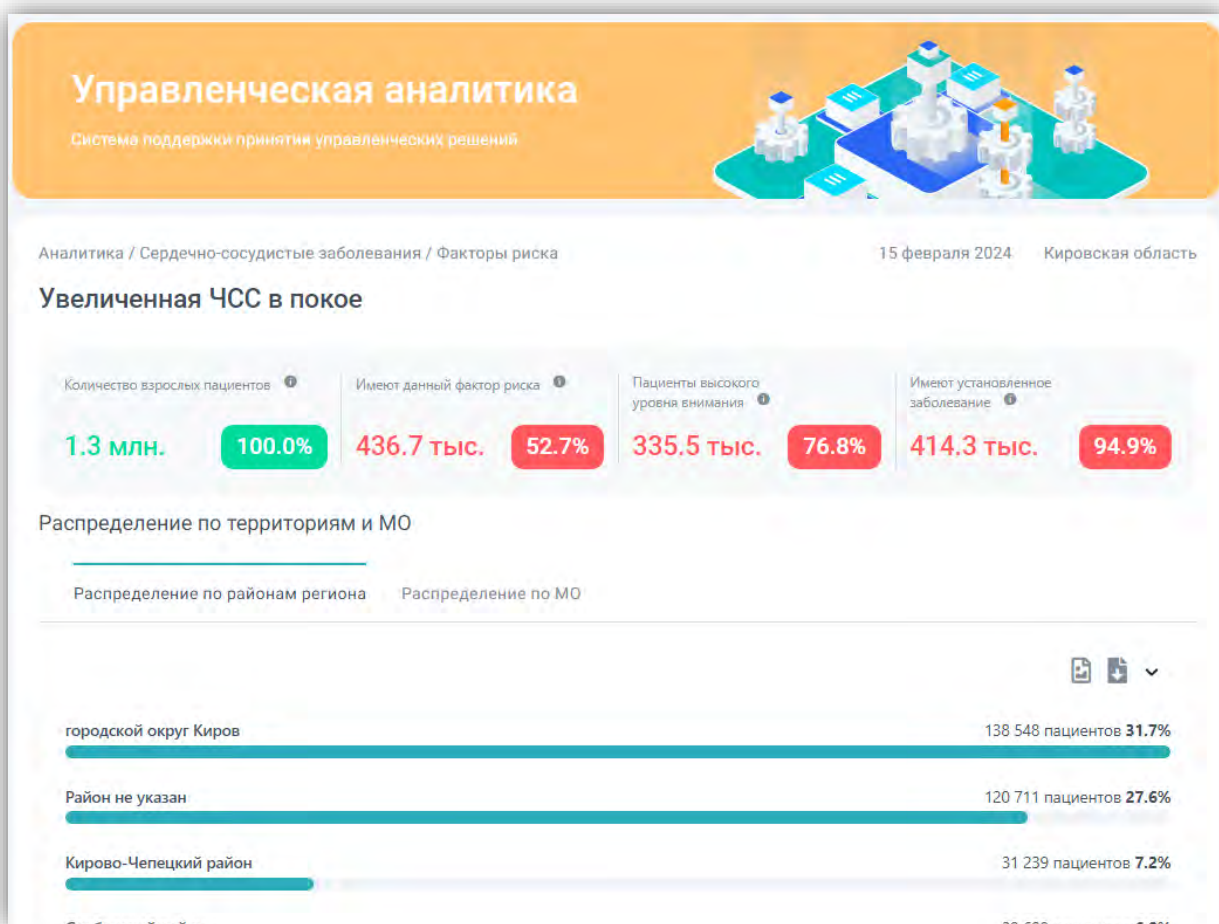 Управленческая аналитика
Система поддержки принятия управленческих решений
Аналитика / Сердечно-сосудистые заболевания / Факторы риска
15 февраля 2024 Кировская область
Увеличенная ЧСС в покое
Количество взрослых пациентов
1.3 млн. 100.0%
Имеют данный фактор риска
436.7 тыс. 52.7%
Пациенты высокого
уровня внимания
335.5 тыс. 76.8%
Имеют установленное
заболевание
414.3 тыс. 94.9%
Распределение по территориям и МО
Распределение по районам региона Распределение по МО
городской округ Киров 138 548 пациентов 31.7%
Район не указан 120 711 пациентов 27.6%
Кирово-Чепецкий район 31 239 пациентов 7.2%